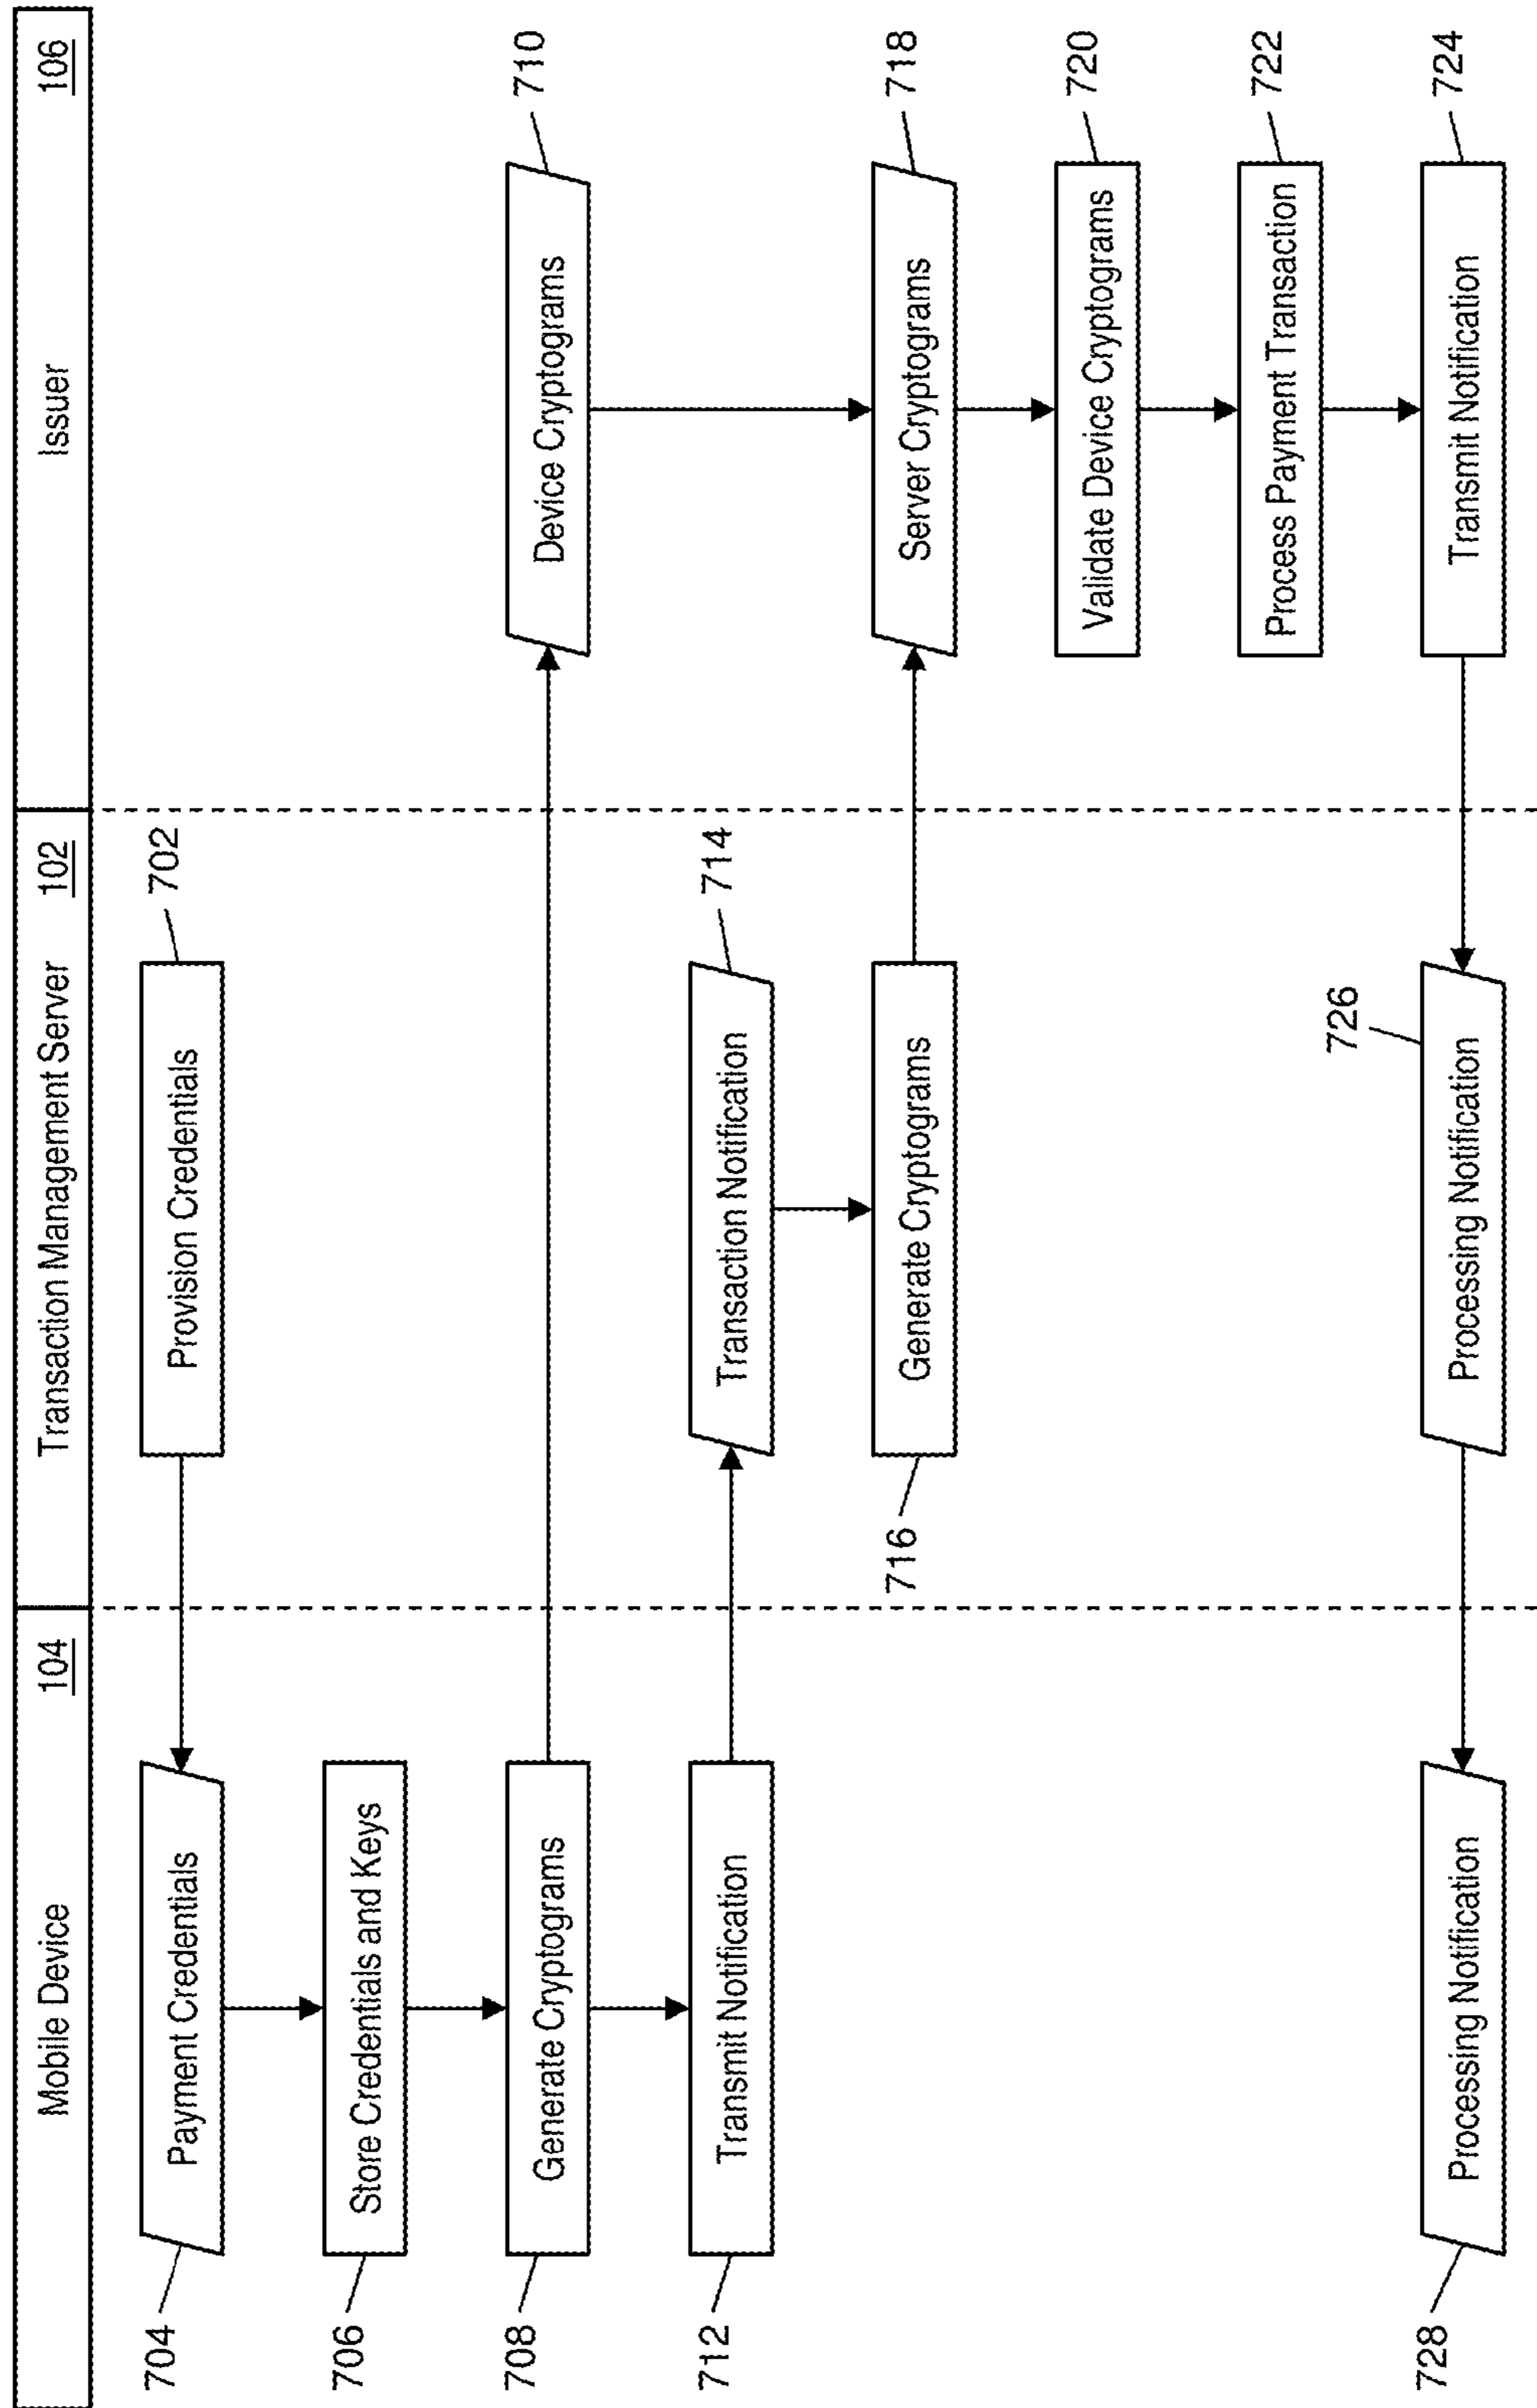 Mobile Device 104
Transaction Management Server 102
Issuer 106
Provision Credentials
702
704
Payment Credentials
706
Store Credentials and Keys
708
Generate Cryptograms
Device Cryptograms
710
712
Transmit Notification
Transaction Notification
714
716
Generate Cryptograms
Server Cryptograms
718
Validate Device Cryptograms
720
Process Payment Transaction
722
Transmit Notification
724
726
Processing Notification
728
Processing Notification